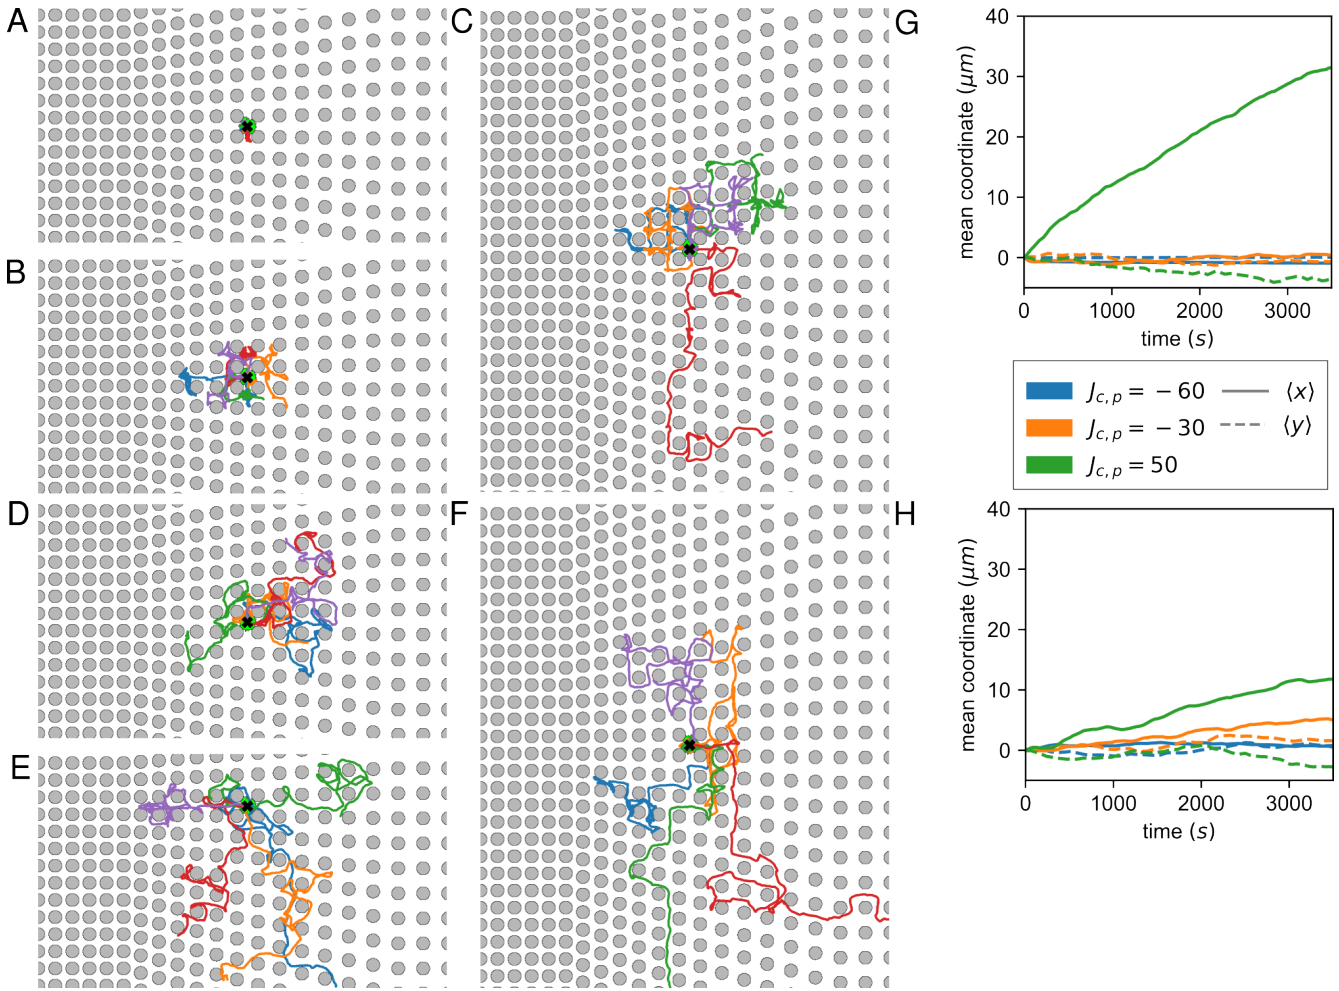 A
B
C
D
E
F
G
40
30
20
10
0
mean coordinate (μm)
0 1000 2000 3000
time (s)
J_{c,p} = − 60
⟨x⟩
J_{c,p} = − 30
⟨y⟩
J_{c,p} = 50
H
40
30
20
10
0
mean coordinate (μm)
0 1000 2000 3000
time (s)